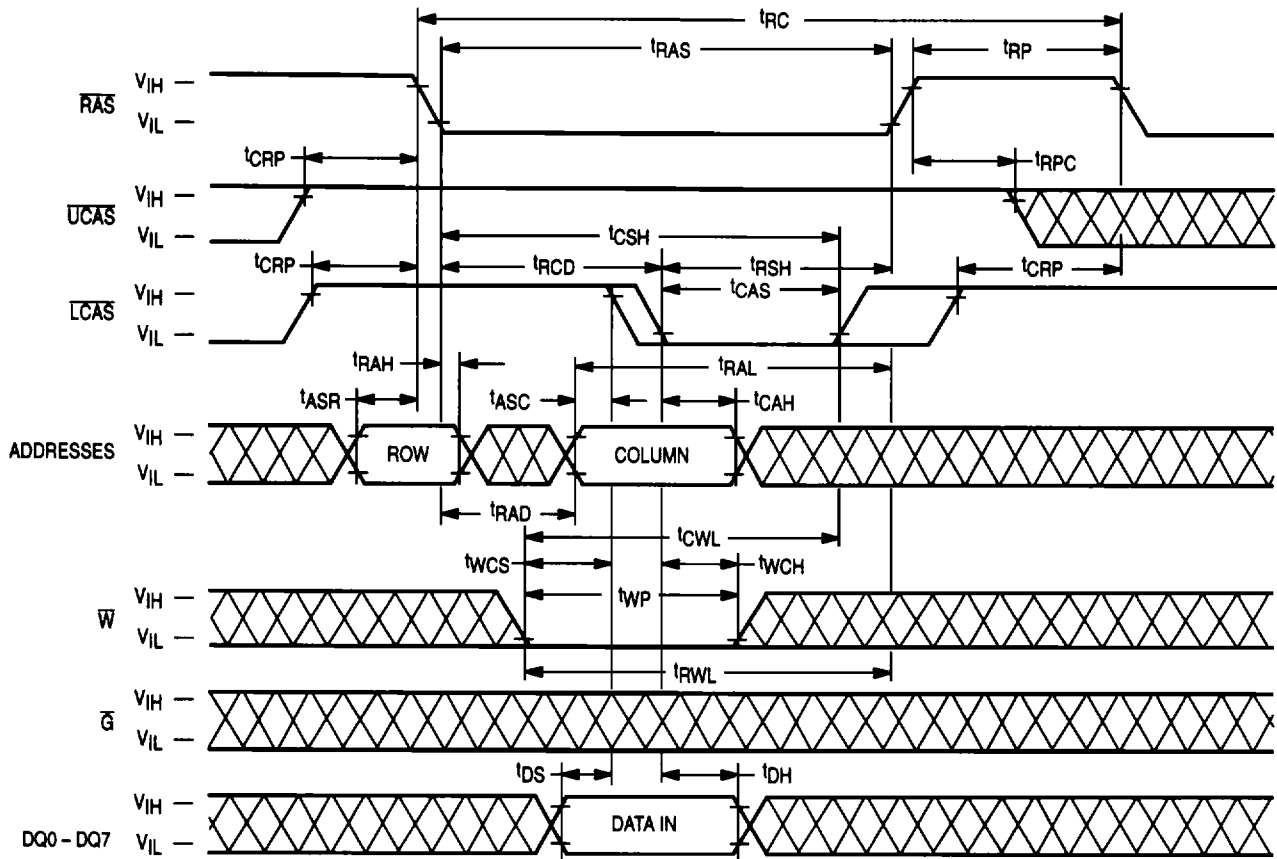 tRC
tRAS
tRP
VIH
RAS
VIL
tCRP
tRPC
VIH
UCAS
VIL
tCSH
tCRP
tRCD
tRSH
tCRP
VIH
tCAS
LCAS
VIL
tRAH
tRAL
tASR
tASC
tCAH
VIH
ADDRESSES
ROW
COLUMN
VIL
tRAD
tCWL
tWCS
tWCH
VIH
tWP
W
VIL
tRWL
VIH
G
VIL
tDS
tDH
VIH
DATA IN
DQ0 – DQ7
VIL